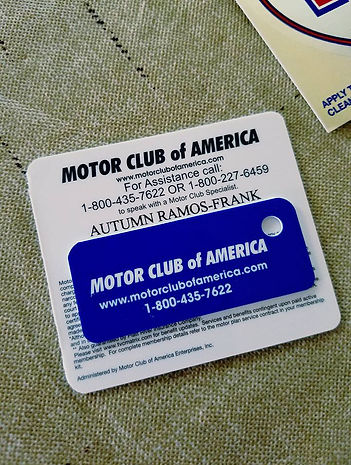 APPLY T
CLEAN
MOTOR CLUB of AMERICA
www.motorclubofamerica.com
For Assistance call:
1-800-435-7622 OR 1-800-227-6459
to speak with a Motor Club Specialist.
AUTUMN RAMOS-FRANK
MOTOR CLUB of AMERICA
www.motorclubofamerica.com
1-800-435-7622
Services and benefits contingent upon paid active
Please visit www.tvcmatrix.com for benefit updates.
membership. For complete membership details refer to the motor plan service contract in your membership
kit.
Administered by Motor Club of America Enterprises, Inc.